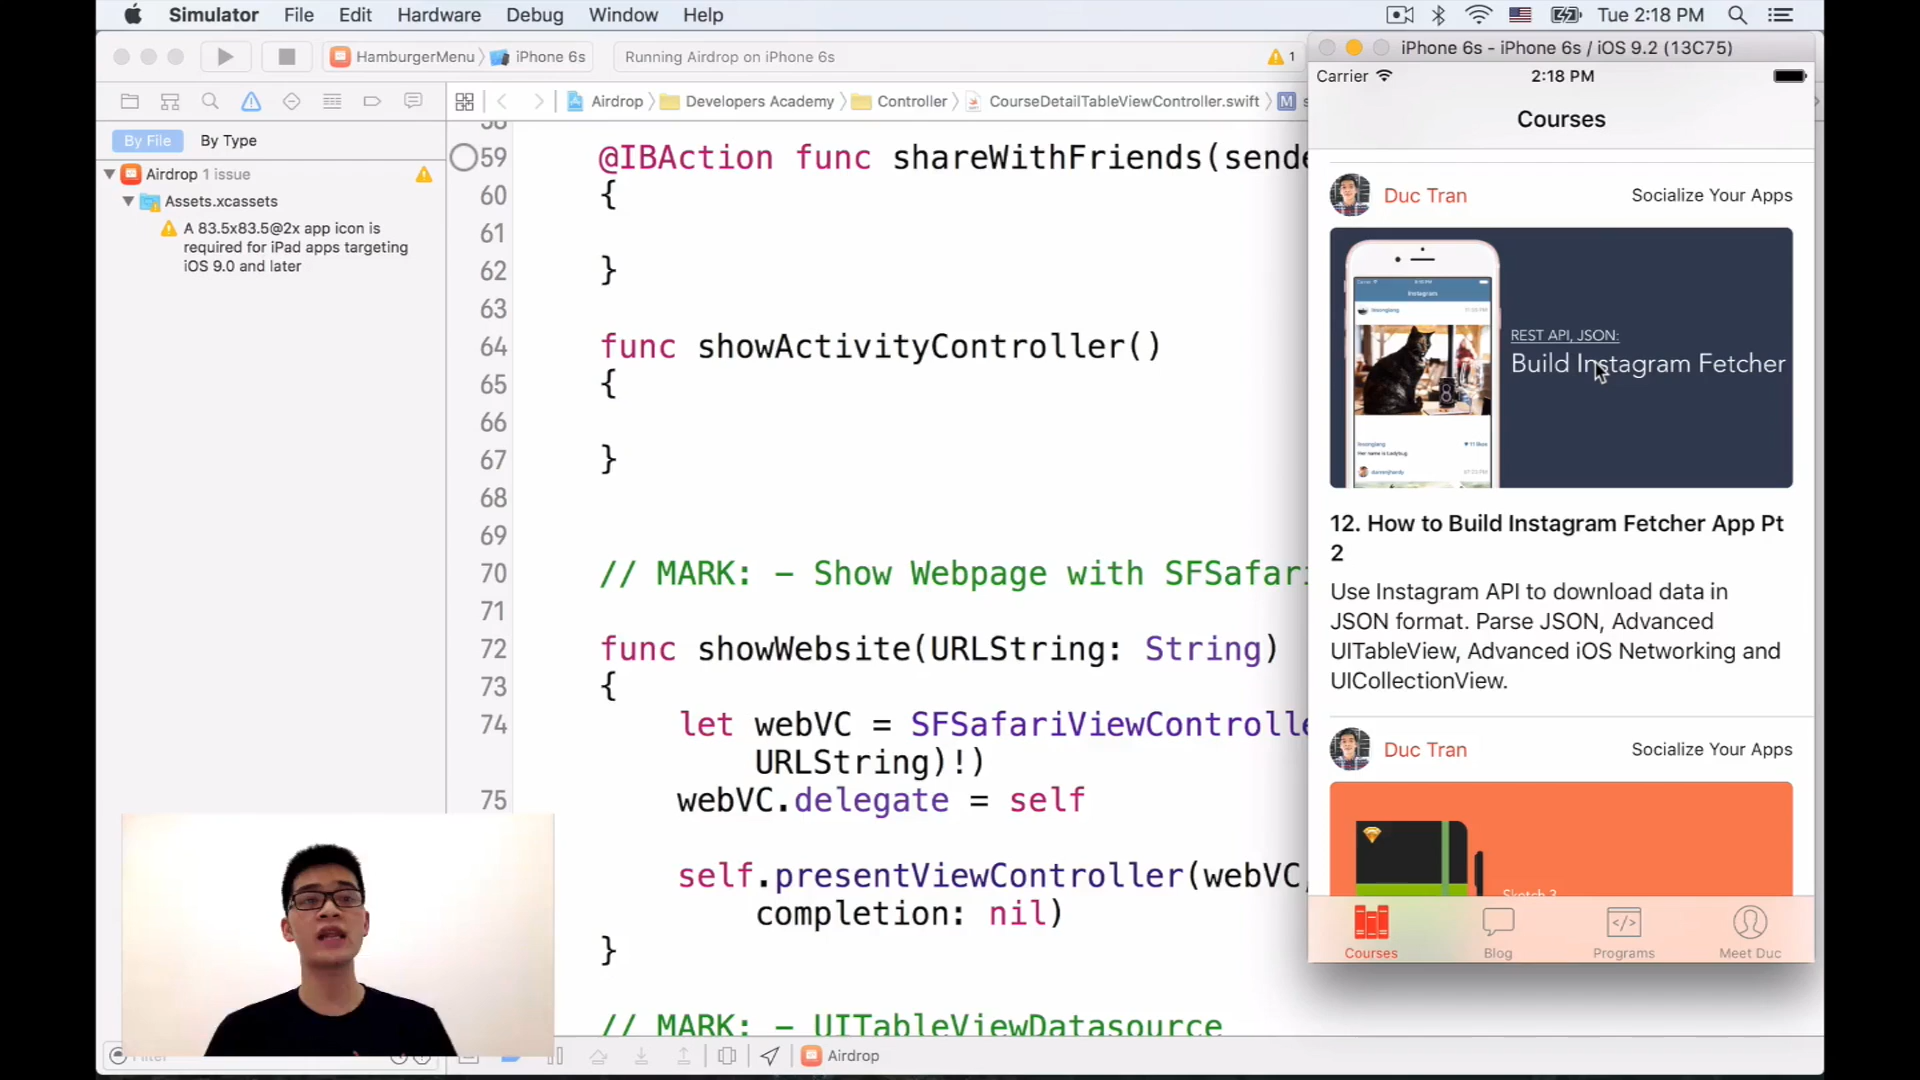 Simulator File Edit Hardware Debug Window Help
Tue 2:18 PM
HamburgerMenu
iPhone 6s
Running Airdrop on iPhone 6s
1
Airdrop
Developers Academy
Controller
CourseDetailTableViewController.swift
M
By File
By Type
Airdrop 1 issue
Assets.xcassets
A 83.5x83.5@2x app icon is
required for iPad apps targeting
iOS 9.0 and later
58
59 @IBAction func shareWithFriends(sende
60 {
61
62 }
63
64 func showActivityController()
65 {
66
67 }
68
69
70 // MARK: - Show Webpage with SFSafari
71
72 func showWebsite(URLString: String)
73 {
74 let webVC = SFSafariViewControlle
URLString)!)
75 webVC.delegate = self
self.presentViewController(webVC,
completion: nil)
}
// MARK: - UITableViewDatasource
Filter
Airdrop
iPhone 6s - iPhone 6s / iOS 9.2 (13C75)
Carrier
2:18 PM
Courses
Duc Tran
Socialize Your Apps
Instagram
REST API, JSON:
Build Instagram Fetcher
12. How to Build Instagram Fetcher App Pt
2
Use Instagram API to download data in
JSON format. Parse JSON, Advanced
UITableView, Advanced iOS Networking and
UICollectionView.
Duc Tran
Socialize Your Apps
Sketch 3
Courses
Blog
Programs
Meet Duc